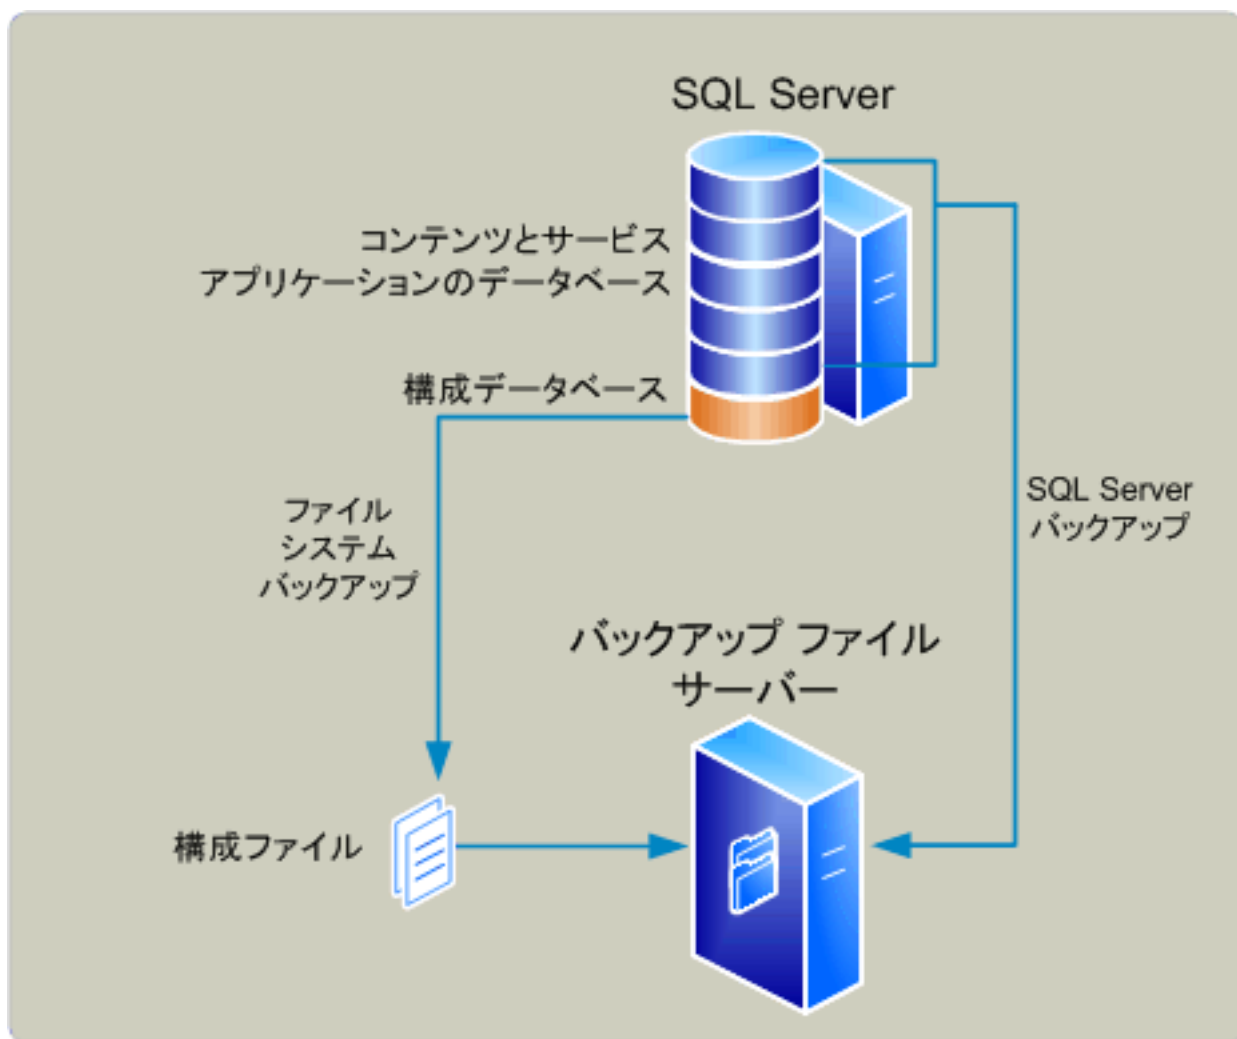 SQL Server
コンテンツとサービス
アプリケーションのデータベース
構成データベース
ファイル
システム
バックアップ
SQL Server
バックアップ
バックアップ ファイル
サーバー
構成ファイル